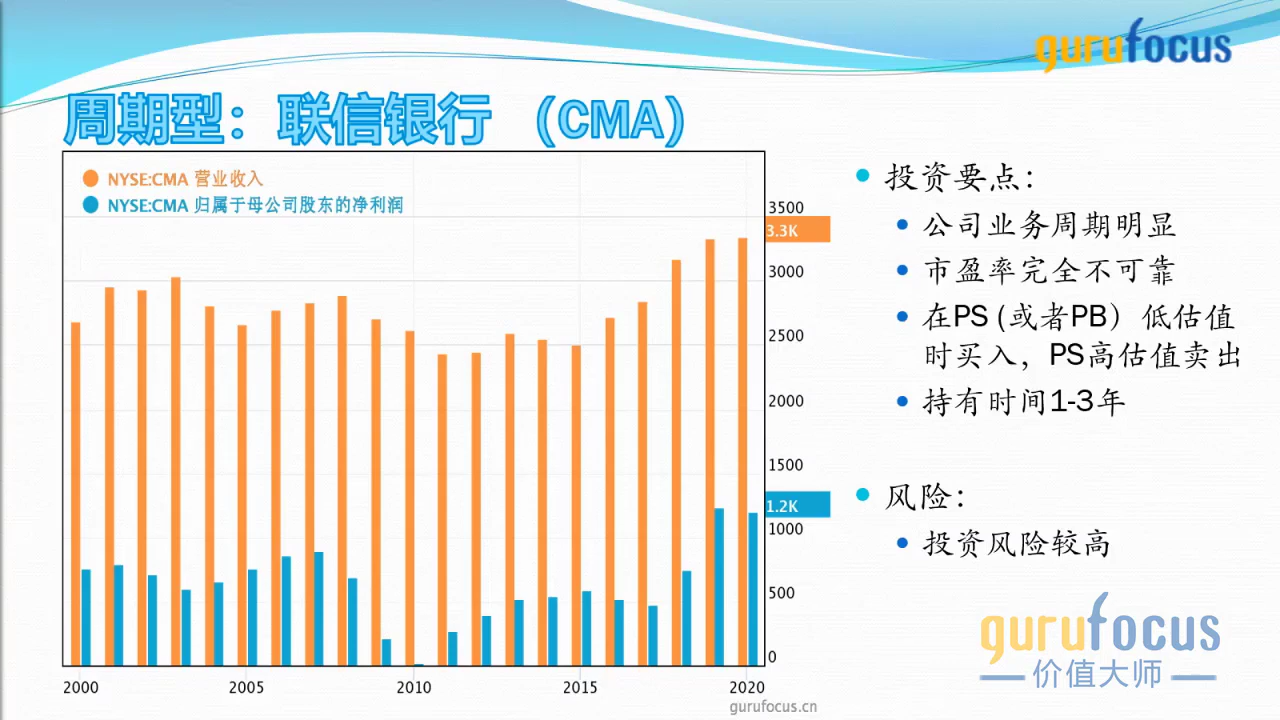 gurufocus
周期型：联信银行 （CMA）
NYSE:CMA 营业收入
NYSE:CMA 归属于母公司股东的净利润
3500
3.3K
3000
2500
2000
1500
1.2K
1000
500
0
2000 2005 2010 2015 2020
gurufocus.cn
投资要点：
公司业务周期明显
市盈率完全不可靠
在PS (或者PB）低估值
时买入，PS高估值卖出
持有时间1-3年
风险：
投资风险较高
gurufocus
价值大师